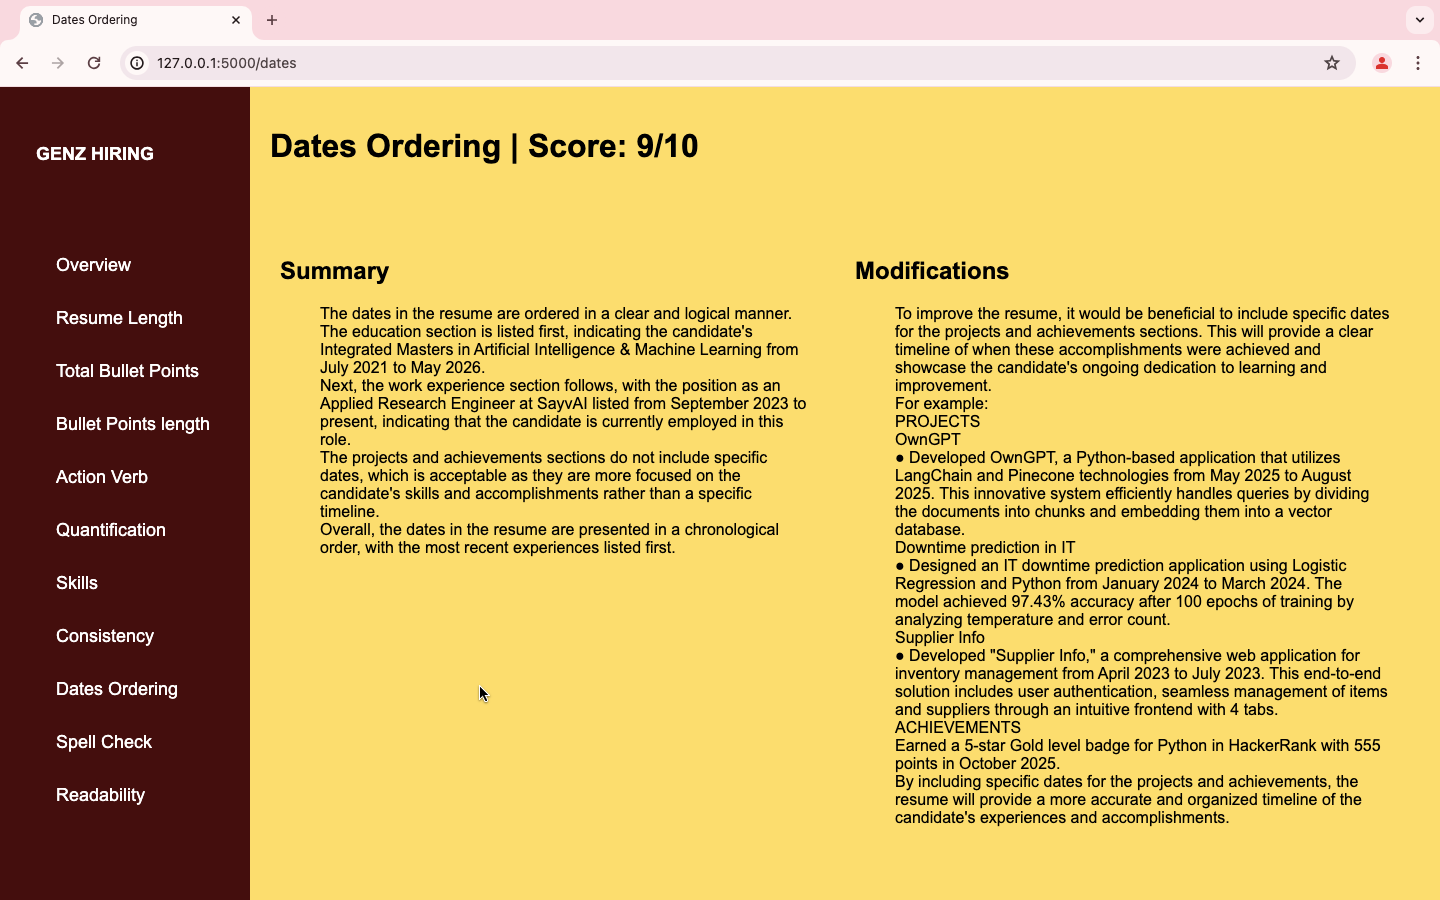 Dates Ordering
127.0.0.1:5000/dates
GENZ HIRING
Overview
Resume Length
Total Bullet Points
Bullet Points length
Action Verb
Quantification
Skills
Consistency
Dates Ordering
Spell Check
Readability
Dates Ordering | Score: 9/10
Summary
The dates in the resume are ordered in a clear and logical manner.
The education section is listed first, indicating the candidate's
Integrated Masters in Artificial Intelligence & Machine Learning from
July 2021 to May 2026.
Next, the work experience section follows, with the position as an
Applied Research Engineer at SayvAI listed from September 2023 to
present, indicating that the candidate is currently employed in this
role.
The projects and achievements sections do not include specific
dates, which is acceptable as they are more focused on the
candidate's skills and accomplishments rather than a specific
timeline.
Overall, the dates in the resume are presented in a chronological
order, with the most recent experiences listed first.
Modifications
To improve the resume, it would be beneficial to include specific dates
for the projects and achievements sections. This will provide a clear
timeline of when these accomplishments were achieved and
showcase the candidate's ongoing dedication to learning and
improvement.
For example:
PROJECTS
OwnGPT
● Developed OwnGPT, a Python-based application that utilizes
LangChain and Pinecone technologies from May 2025 to August
2025. This innovative system efficiently handles queries by dividing
the documents into chunks and embedding them into a vector
database.
Downtime prediction in IT
● Designed an IT downtime prediction application using Logistic
Regression and Python from January 2024 to March 2024. The
model achieved 97.43% accuracy after 100 epochs of training by
analyzing temperature and error count.
Supplier Info
● Developed "Supplier Info," a comprehensive web application for
inventory management from April 2023 to July 2023. This end-to-end
solution includes user authentication, seamless management of items
and suppliers through an intuitive frontend with 4 tabs.
ACHIEVEMENTS
Earned a 5-star Gold level badge for Python in HackerRank with 555
points in October 2025.
By including specific dates for the projects and achievements, the
resume will provide a more accurate and organized timeline of the
candidate's experiences and accomplishments.